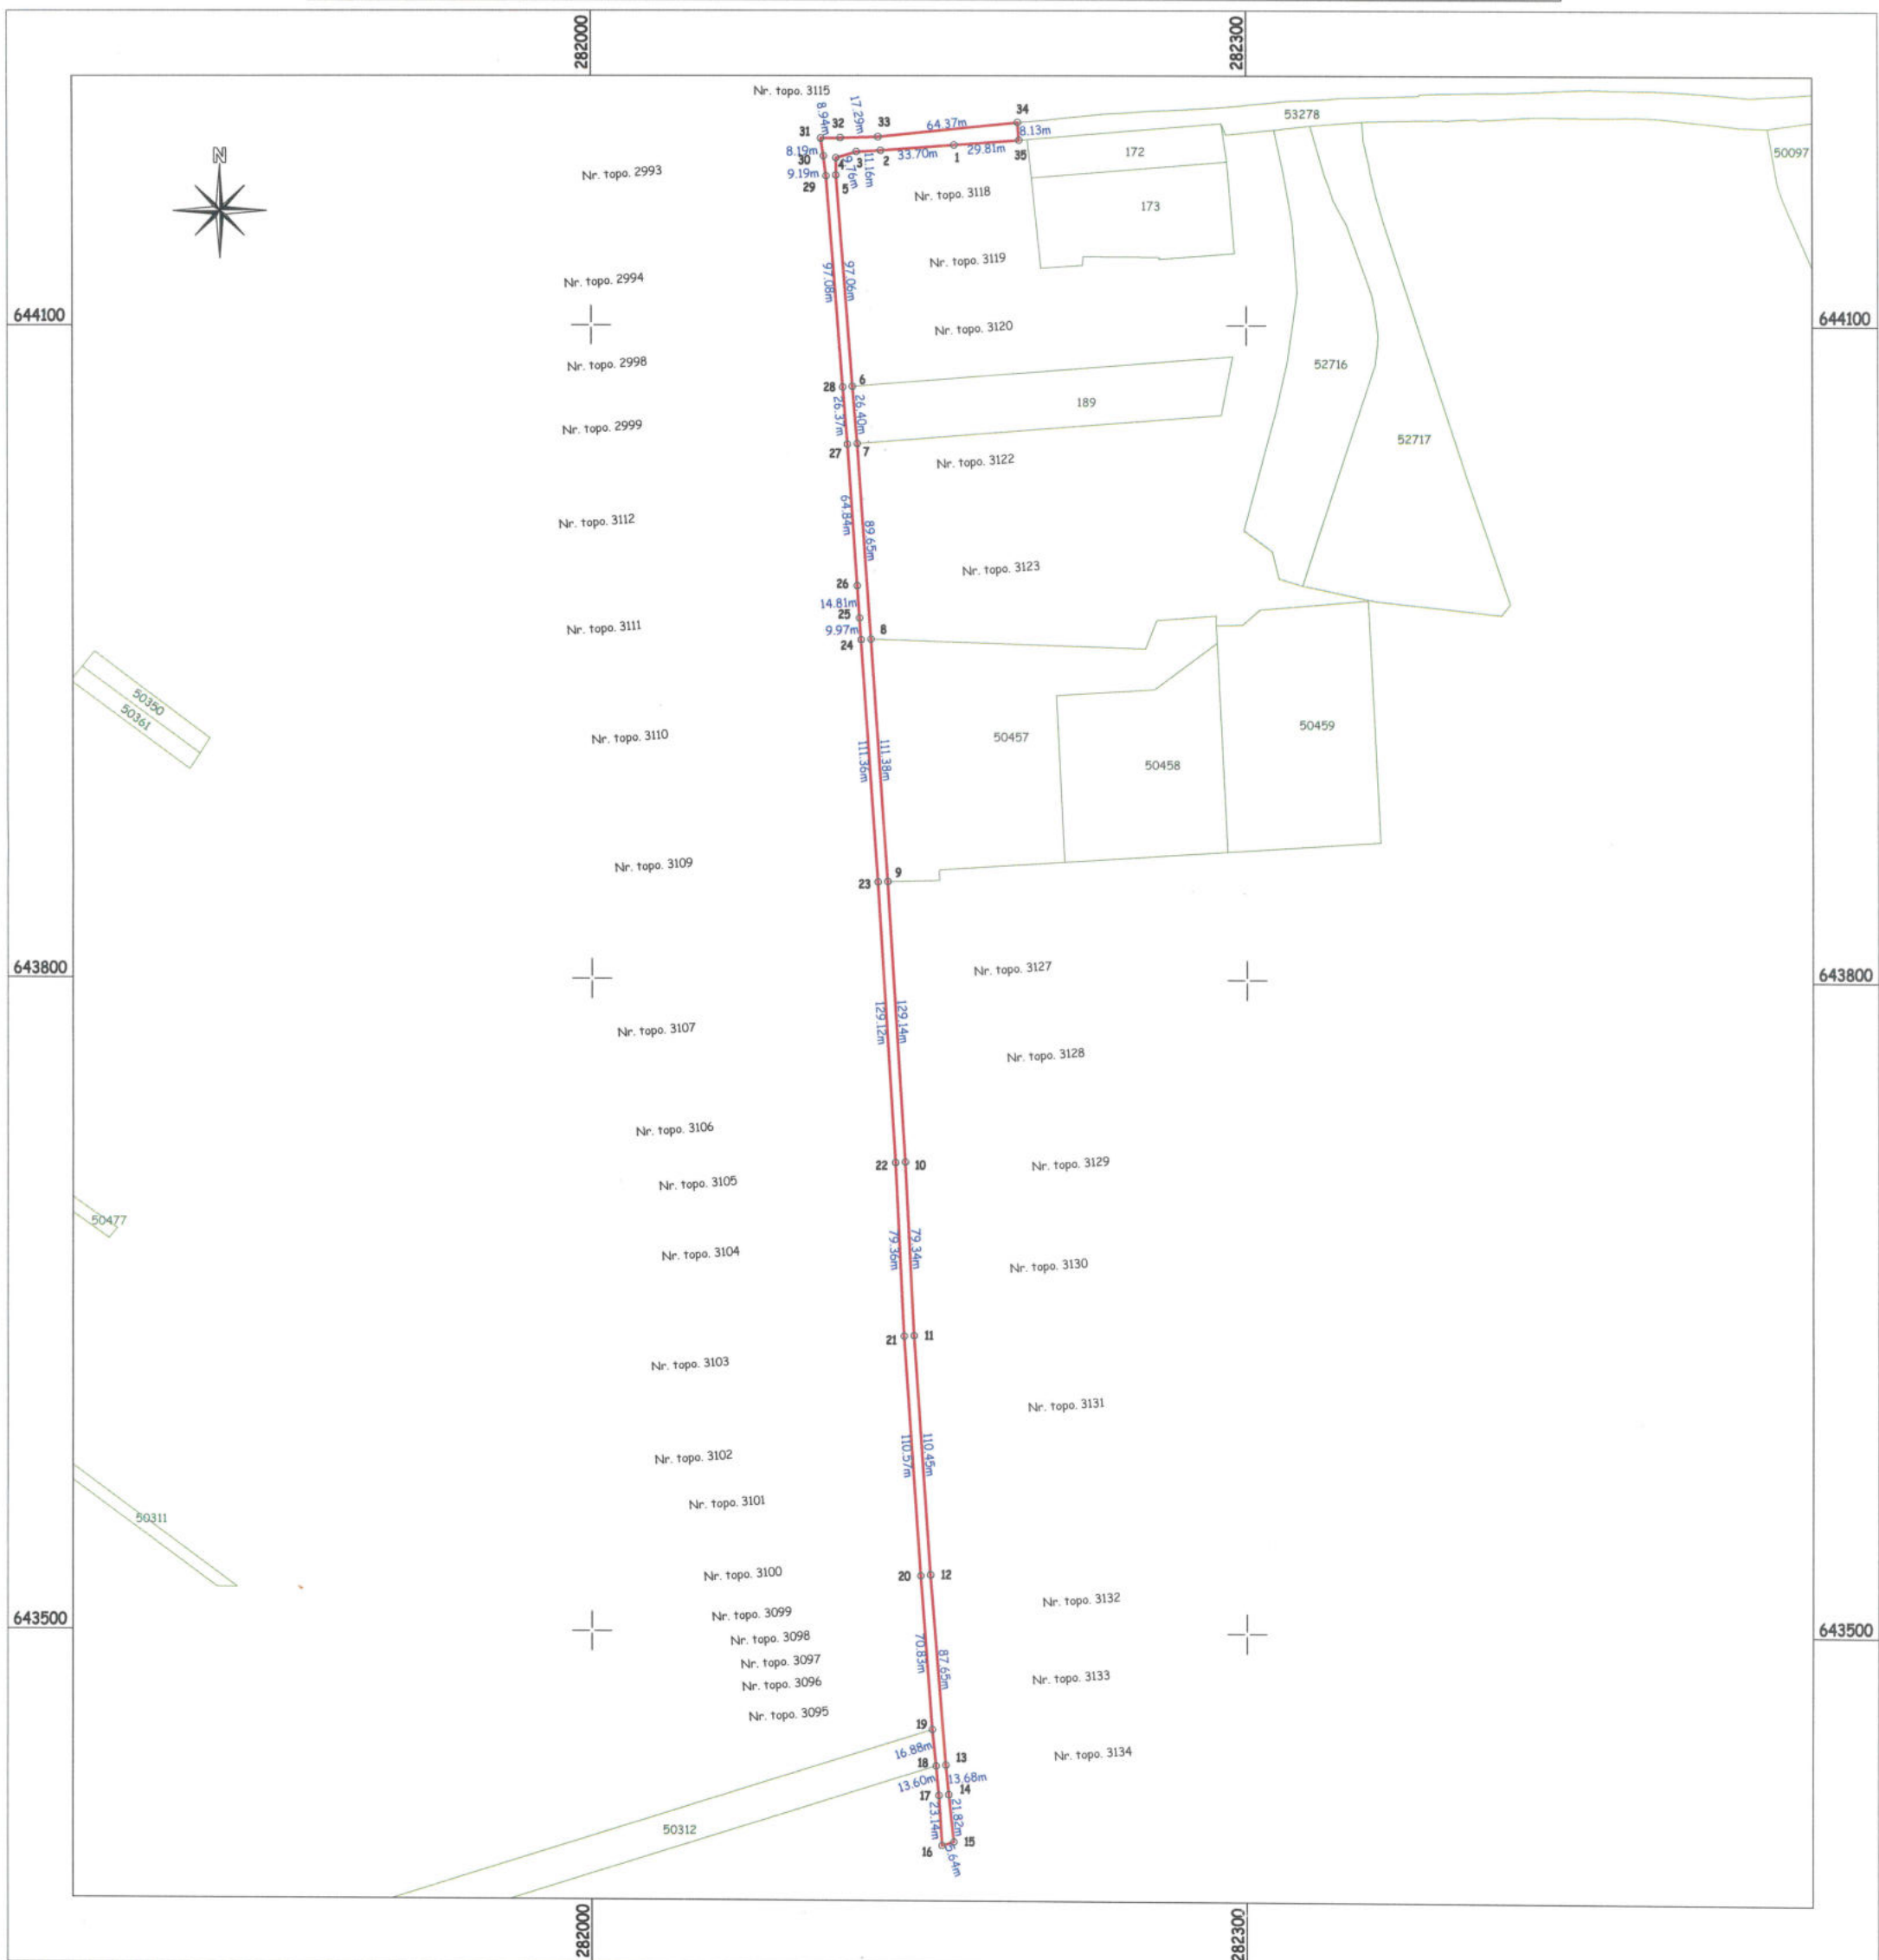 282000
282300
Nr. topo. 3115
8.94m
17.29m
31
32
33
64.37m
34
8.13m
53278
8.19m
30
4
9.76m
3
11.16m
2
33.70m
1
29.81m
35
172
50097
9.19m
29
5
Nr. topo. 2993
N
Nr. topo. 3118
173
97.08m
97.06m
Nr. topo. 3119
Nr. topo. 2994
644100
644100
Nr. topo. 3120
Nr. topo. 2998
52716
28
6
26.37m
26.40m
189
Nr. topo. 2999
52717
27
7
Nr. topo. 3122
64.84m
89.65m
Nr. topo. 3112
Nr. topo. 3123
26
14.81m
25
9.97m
24
8
Nr. topo. 3111
50350
50361
Nr. topo. 3110
50457
50459
50458
111.36m
111.38m
Nr. topo. 3109
23
9
643800
643800
Nr. topo. 3127
129.12m
129.14m
Nr. topo. 3107
Nr. topo. 3128
Nr. topo. 3106
22
10
Nr. topo. 3129
Nr. topo. 3105
50477
79.36m
79.34m
Nr. topo. 3104
Nr. topo. 3130
21
11
Nr. topo. 3103
Nr. topo. 3131
110.57m
110.45m
Nr. topo. 3102
Nr. topo. 3101
50311
Nr. topo. 3100
20
12
Nr. topo. 3132
Nr. topo. 3099
643500
643500
Nr. topo. 3098
70.83m
87.65m
Nr. topo. 3097
Nr. topo. 3096
Nr. topo. 3133
Nr. topo. 3095
19
16.88m
18
13
Nr. topo. 3134
13.60m
13.68m
17
14
23.14m
21.82m
50312
16
15
5.64m
282000
282300